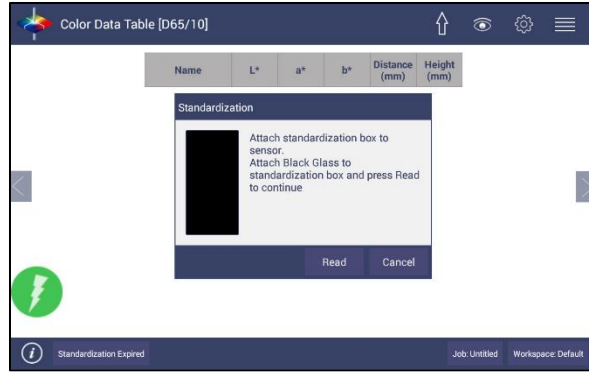 Color Data Table [D65/10]
Name L* a* b* Distance (mm) Height (mm)
Standardization
Attach standardization box to
sensor.
Attach Black Glass to
standardization box and press Read
to continue
Read Cancel
Standardization Expired Job: Untitled Workspace: Default